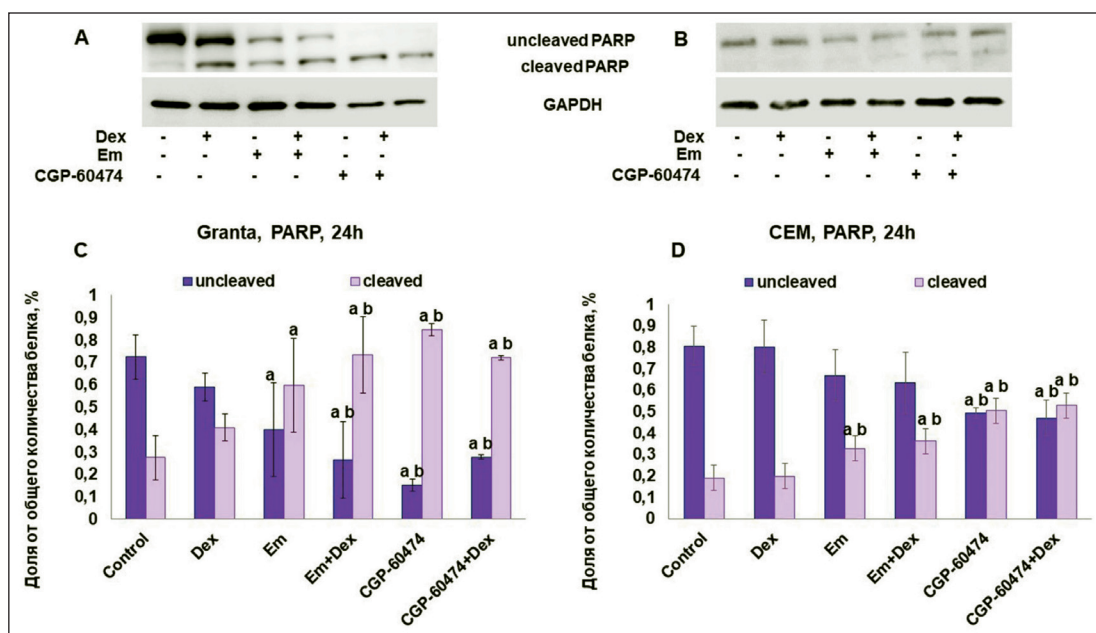 A
uncleaved PARP
cleaved PARP
GAPDH
Dex - + - + - +
Em - - + + - -
CGP-60474 - - - - + +
B
Dex - + - + - +
Em - - + + - -
CGP-60474 - - - - + +
Granta, PARP, 24h
C
uncleaved cleaved
Доля от общего количества белка, %
1
0,9
0,8
0,7
0,6
0,5
0,4
0,3
0,2
0,1
0
a a
a b a b
a b a b
a b a b
Control Dex Em Em+Dex CGP-60474 CGP-60474+Dex
CEM, PARP, 24h
D
uncleaved cleaved
Доля от общего количества белка, %
1
0,9
0,8
0,7
0,6
0,5
0,4
0,3
0,2
0,1
0
a b
a b
a b a b
a b a b
Control Dex Em Em+Dex CGP-60474 CGP-60474+Dex